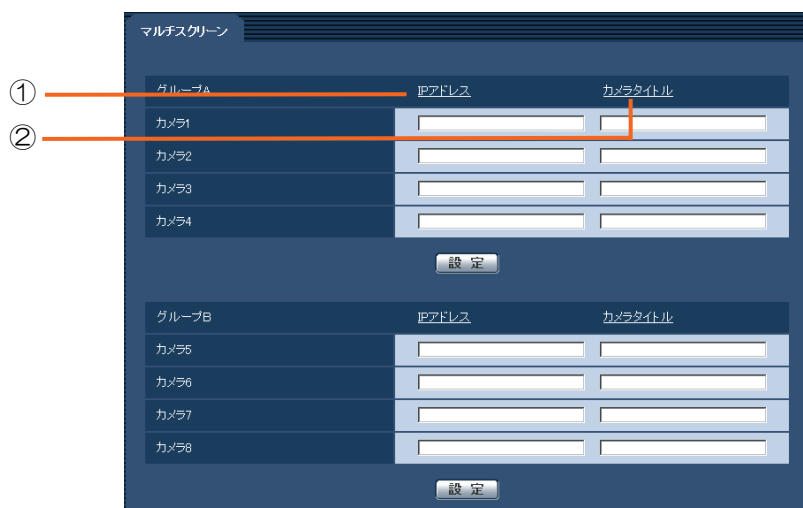 マルチスクリーン
① グループA IPアドレス カメラタイトル
② カメラ1
カメラ2
カメラ3
カメラ4
設 定
グループB IPアドレス カメラタイトル
カメラ5
カメラ6
カメラ7
カメラ8
設 定